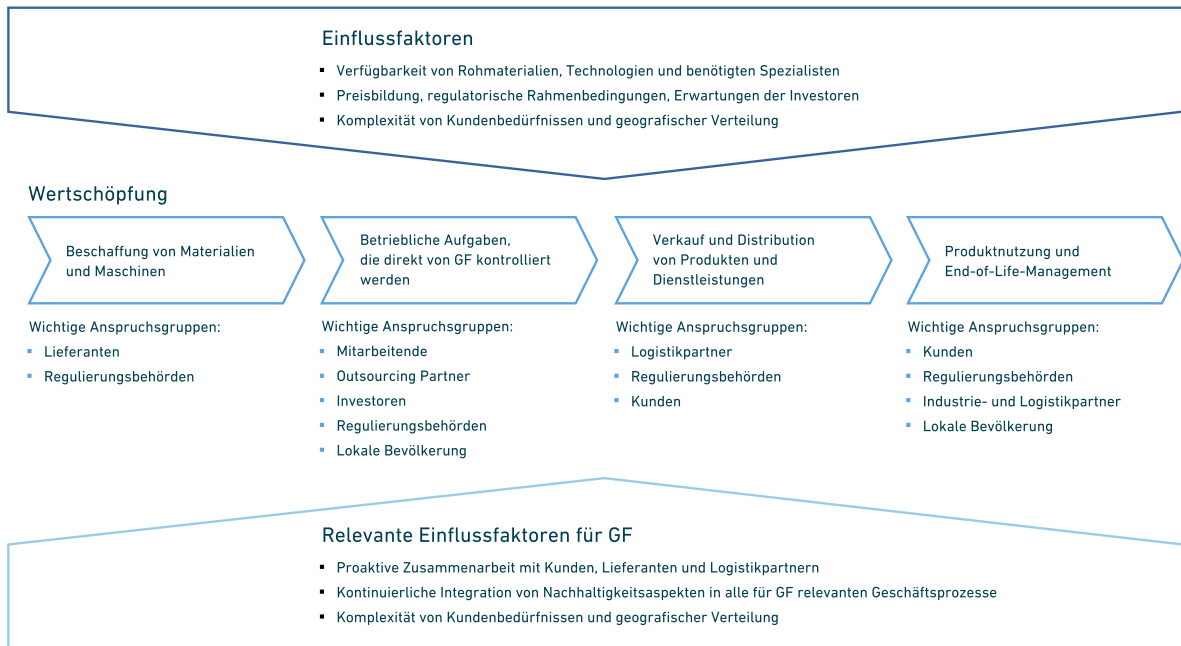 Einflussfaktoren
▪ Verfügbarkeit von Rohmaterialien, Technologien und benötigten Spezialisten
▪ Preisbildung, regulatorische Rahmenbedingungen, Erwartungen der Investoren
▪ Komplexität von Kundenbedürfnissen und geografischer Verteilung
Wertschöpfung
Beschaffung von Materialien
und Maschinen
Wichtige Anspruchsgruppen:
▪ Lieferanten
▪ Regulierungsbehörden
Betriebliche Aufgaben,
die direkt von GF kontrolliert
werden
Wichtige Anspruchsgruppen:
▪ Mitarbeitende
▪ Outsourcing Partner
▪ Investoren
▪ Regulierungsbehörden
▪ Lokale Bevölkerung
Verkauf und Distribution
von Produkten und
Dienstleistungen
Wichtige Anspruchsgruppen:
▪ Logistikpartner
▪ Regulierungsbehörden
▪ Kunden
Produktnutzung und
End-of-Life-Management
Wichtige Anspruchsgruppen:
▪ Kunden
▪ Regulierungsbehörden
▪ Industrie- und Logistikpartner
▪ Lokale Bevölkerung
Relevante Einflussfaktoren für GF
▪ Proaktive Zusammenarbeit mit Kunden, Lieferanten und Logistikpartnern
▪ Kontinuierliche Integration von Nachhaltigkeitsaspekten in alle für GF relevanten Geschäftsprozesse
▪ Komplexität von Kundenbedürfnissen und geografischer Verteilung